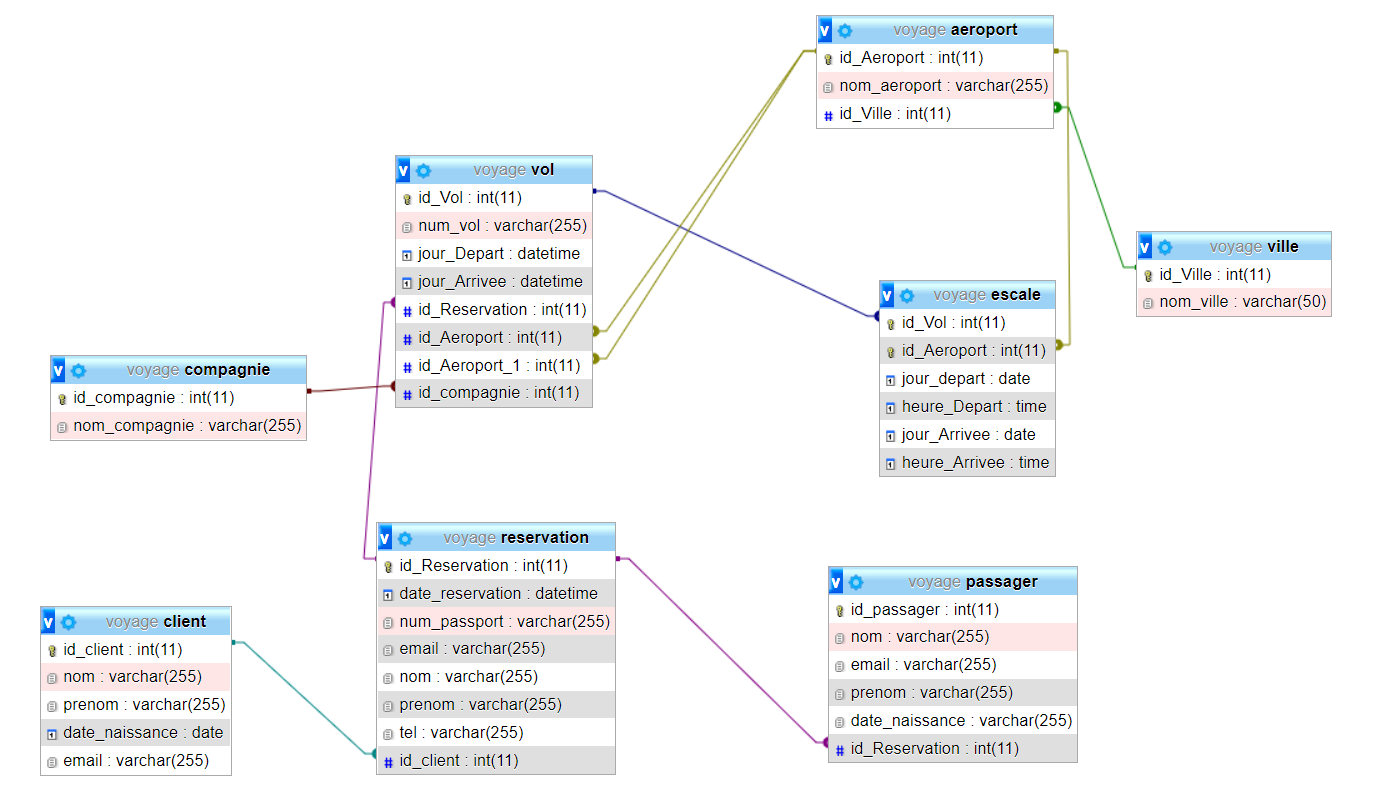 voyage aeroport
id_Aeroport : int(11)
nom_aeroport : varchar(255)
id_Ville : int(11)
voyage vol
id_Vol : int(11)
num_vol : varchar(255)
jour_Depart : datetime
jour_Arrivee : datetime
id_Reservation : int(11)
id_Aeroport : int(11)
id_Aeroport_1 : int(11)
id_compagnie : int(11)
voyage ville
id_Ville : int(11)
nom_ville : varchar(50)
voyage escale
id_Vol : int(11)
id_Aeroport : int(11)
jour_depart : date
heure_Depart : time
jour_Arrivee : date
heure_Arrivee : time
voyage compagnie
id_compagnie : int(11)
nom_compagnie : varchar(255)
voyage reservation
id_Reservation : int(11)
date_reservation : datetime
num_passport : varchar(255)
email : varchar(255)
nom : varchar(255)
prenom : varchar(255)
tel : varchar(255)
id_client : int(11)
voyage passager
id_passager : int(11)
nom : varchar(255)
email : varchar(255)
prenom : varchar(255)
date_naissance : varchar(255)
id_Reservation : int(11)
voyage client
id_client : int(11)
nom : varchar(255)
prenom : varchar(255)
date_naissance : date
email : varchar(255)